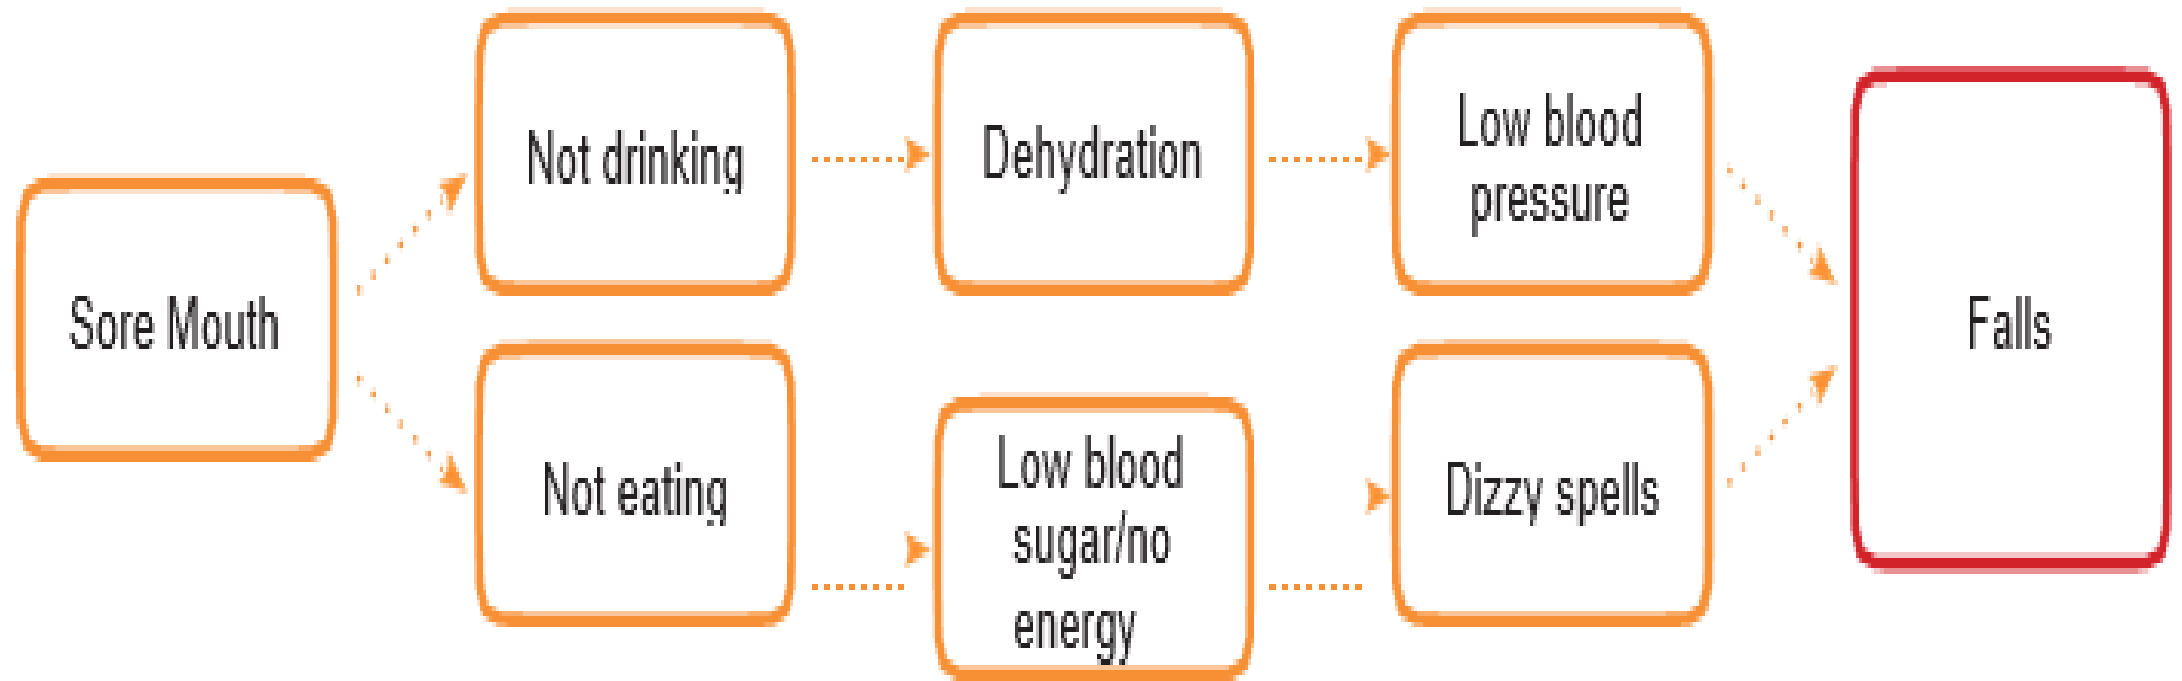 Sore Mouth
Not drinking
Dehydration
Low blood
pressure
Not eating
Low blood
sugar/no
energy
Dizzy spells
Falls